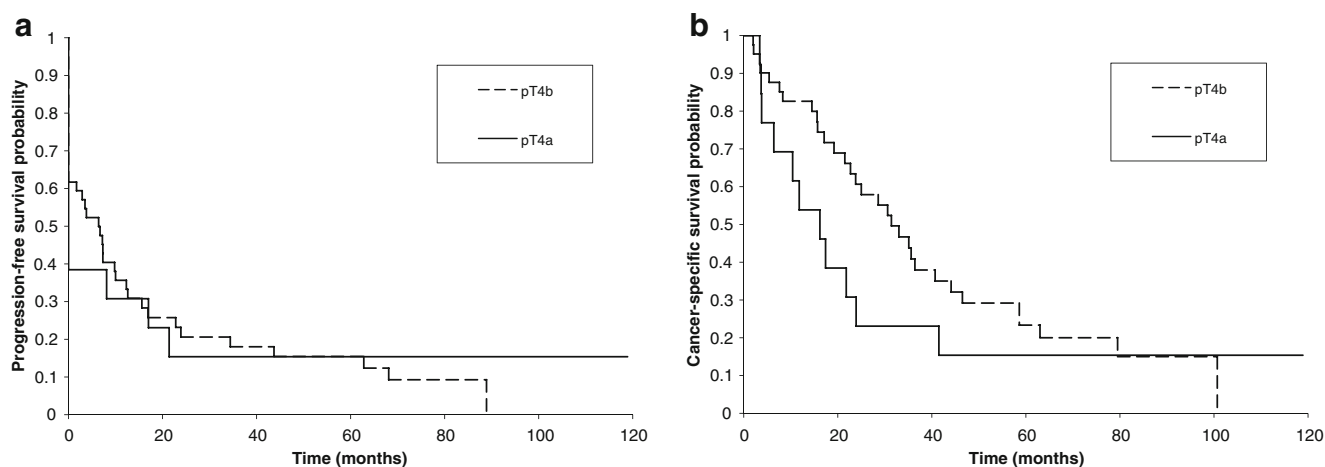 a
Progression-free survival probability
1
0.9
0.8
0.7
0.6
0.5
0.4
0.3
0.2
0.1
0
pT4b
pT4a
0 20 40 60 80 100 120
Time (months)
b
Cancer-specific survival probability
1
0.9
0.8
0.7
0.6
0.5
0.4
0.3
0.2
0.1
0
pT4b
pT4a
0 20 40 60 80 100 120
Time (months)